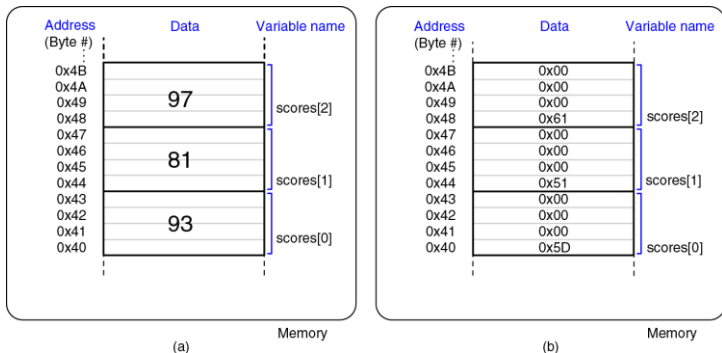 Address Data Variable name
(Byte #)
0x4B
0x4A
0x49
0x48
97
scores[2]
0x47
0x46
0x45
0x44
81
scores[1]
0x43
0x42
0x41
0x40
93
scores[0]
Memory
(a)
Address Data Variable name
(Byte #)
0x4B 0x00
0x4A 0x00
0x49 0x00
0x48 0x61
scores[2]
0x47 0x00
0x46 0x00
0x45 0x00
0x44 0x51
scores[1]
0x43 0x00
0x42 0x00
0x41 0x00
0x40 0x5D
scores[0]
Memory
(b)